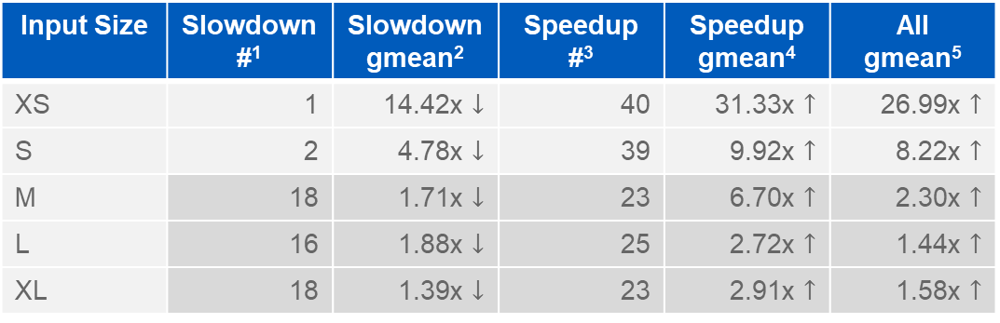 Input Size Slowdown #¹ Slowdown gmean² Speedup #³ Speedup gmean⁴ All gmean⁵
XS 1 14.42x ↓ 40 31.33x ↑ 26.99x ↑
S 2 4.78x ↓ 39 9.92x ↑ 8.22x ↑
M 18 1.71x ↓ 23 6.70x ↑ 2.30x ↑
L 16 1.88x ↓ 25 2.72x ↑ 1.44x ↑
XL 18 1.39x ↓ 23 2.91x ↑ 1.58x ↑